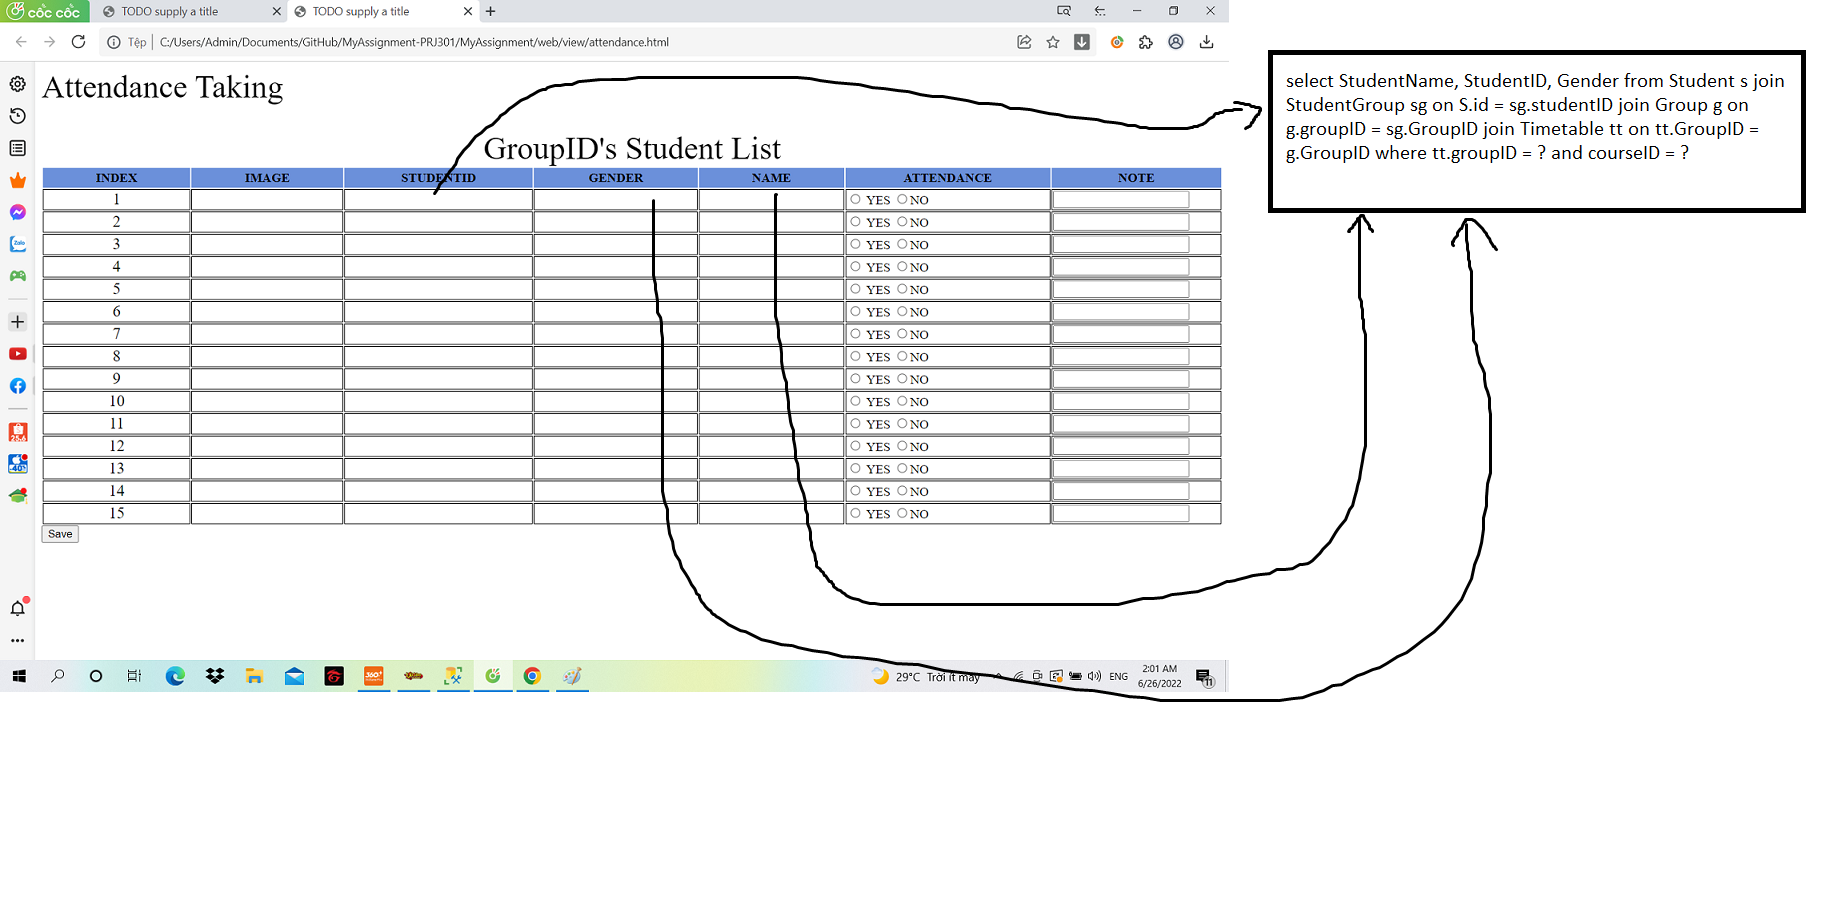 cốc cốc
TODO supply a title
TODO supply a title
Tệp
C:/Users/Admin/Documents/GitHub/MyAssignment-PRJ301/MyAssignment/web/view/attendance.html
Attendance Taking
GroupID's Student List
INDEX IMAGE STUDENTID GENDER NAME ATTENDANCE NOTE
1 YES NO
2 YES NO
3 YES NO
4 YES NO
5 YES NO
6 YES NO
7 YES NO
8 YES NO
9 YES NO
10 YES NO
11 YES NO
12 YES NO
13 YES NO
14 YES NO
15 YES NO
Save
select StudentName, StudentID, Gender from Student s join
StudentGroup sg on S.id = sg.studentID join Group g on
g.groupID = sg.GroupID join Timetable tt on tt.GroupID =
g.GroupID where tt.groupID = ? and courseID = ?
Zalo
25.6
-40%
360°
29°C Trời ít mây
ENG
2:01 AM
6/26/2022
11